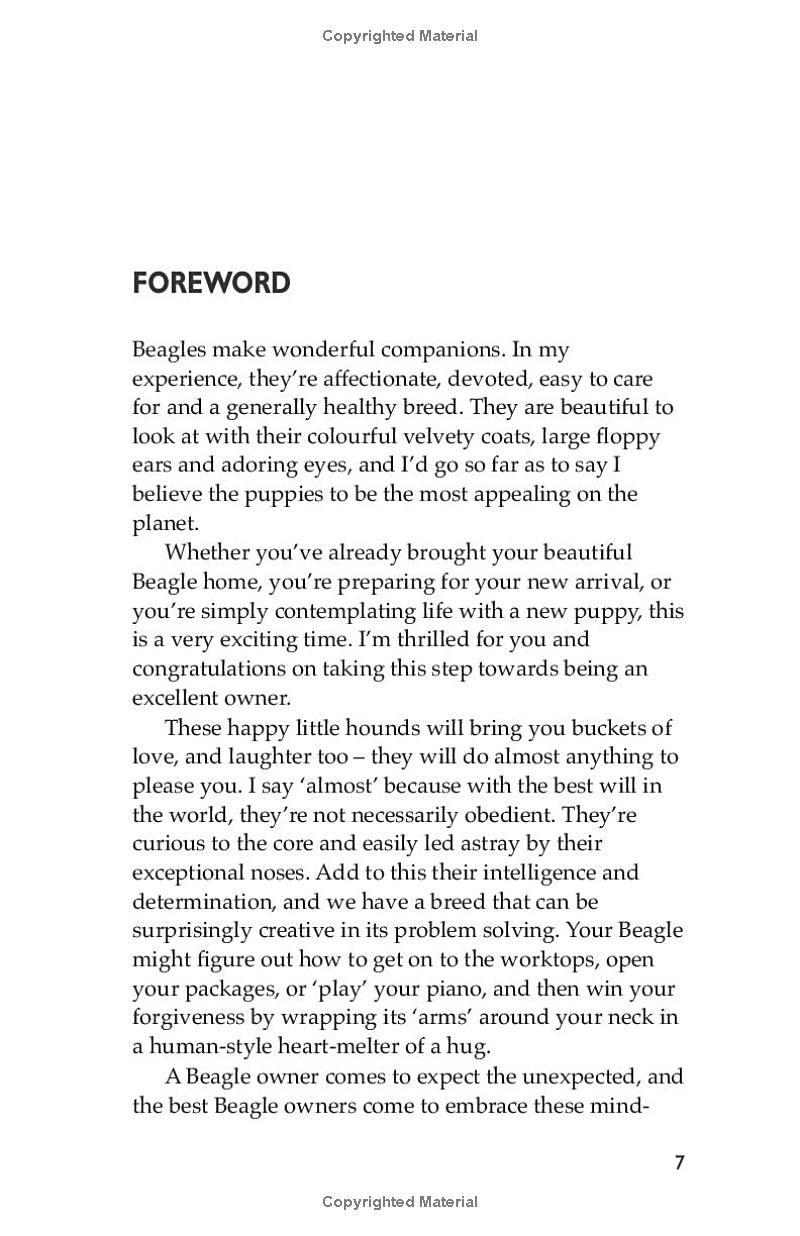 Copyrighted Material
FOREWORD
Beagles make wonderful companions. In my
experience, they’re affectionate, devoted, easy to care
for and a generally healthy breed. They are beautiful to
look at with their colourful velvety coats, large floppy
ears and adoring eyes, and I’d go so far as to say I
believe the puppies to be the most appealing on the
planet.
Whether you’ve already brought your beautiful
Beagle home, you’re preparing for your new arrival, or
you’re simply contemplating life with a new puppy, this
is a very exciting time. I’m thrilled for you and
congratulations on taking this step towards being an
excellent owner.
These happy little hounds will bring you buckets of
love, and laughter too – they will do almost anything to
please you. I say ‘almost’ because with the best will in
the world, they’re not necessarily obedient. They’re
curious to the core and easily led astray by their
exceptional noses. Add to this their intelligence and
determination, and we have a breed that can be
surprisingly creative in its problem solving. Your Beagle
might figure out how to get on to the worktops, open
your packages, or ‘play’ your piano, and then win your
forgiveness by wrapping its ‘arms’ around your neck in
a human-style heart-melter of a hug.
A Beagle owner comes to expect the unexpected, and
the best Beagle owners come to embrace these mind-
7
Copyrighted Material